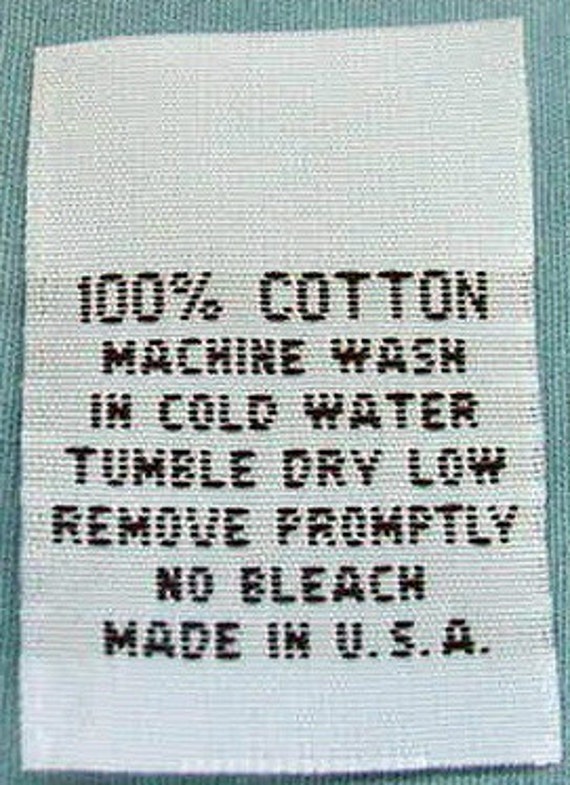 100% COTTON
MACHINE WASH
IN COLD WATER
TUMBLE DRY LOW
REMOVE PROMPTLY
NO BLEACH
MADE IN U.S.A.